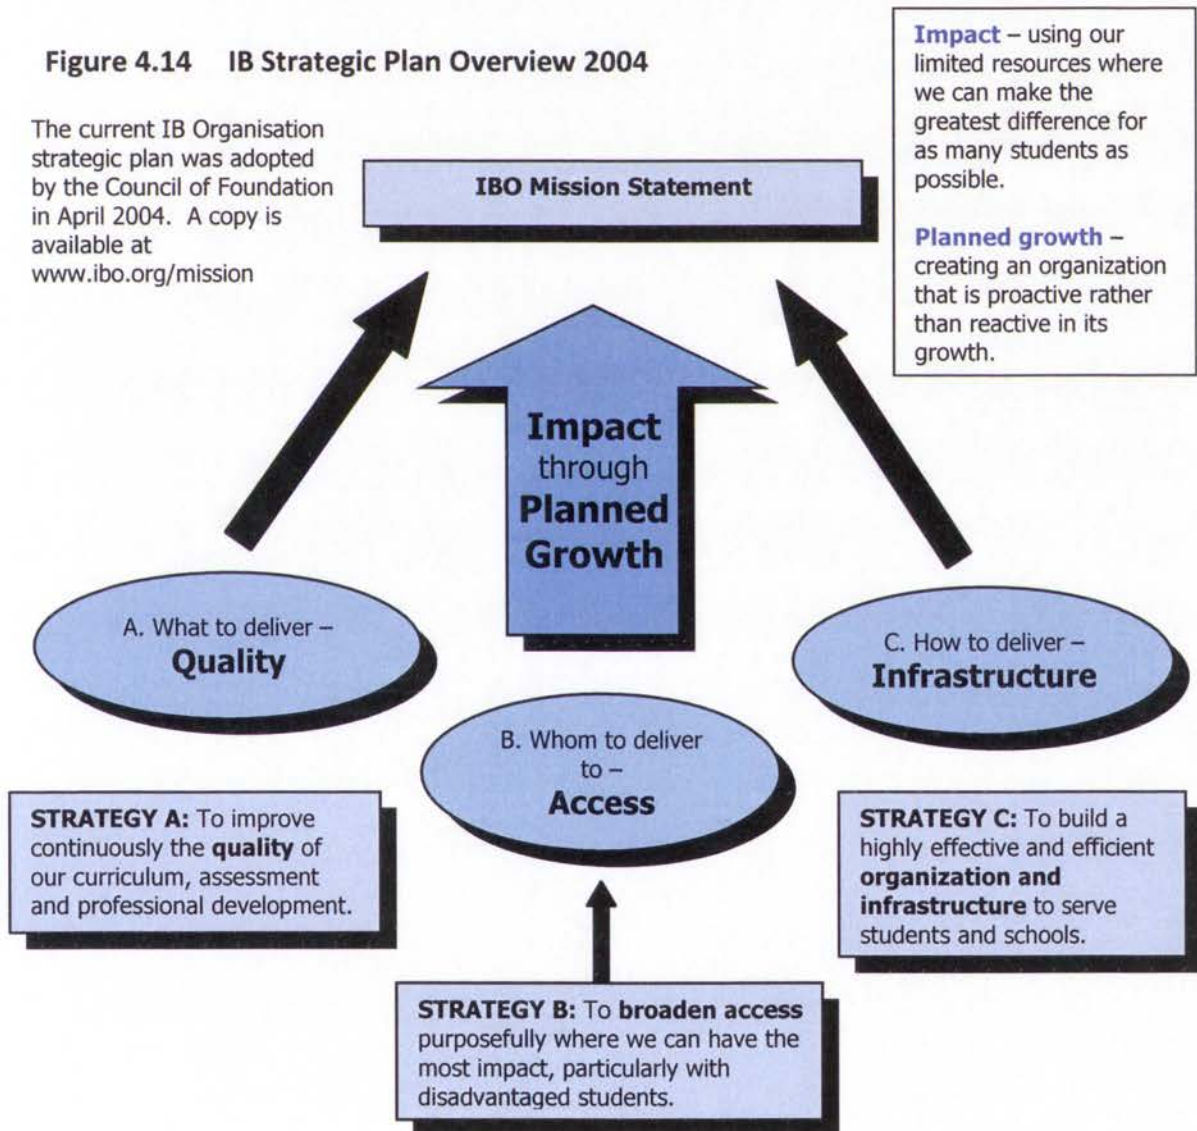 Figure 4.14 IB Strategic Plan Overview 2004
The current IB Organisation
strategic plan was adopted
by the Council of Foundation
in April 2004. A copy is
available at
www.ibo.org/mission
IBO Mission Statement
Impact – using our
limited resources where
we can make the
greatest difference for
as many students as
possible.
Planned growth –
creating an organization
that is proactive rather
than reactive in its
growth.
Impact
through
Planned
Growth
A. What to deliver –
Quality
B. Whom to deliver
to –
Access
C. How to deliver –
Infrastructure
STRATEGY A: To improve
continuously the quality of
our curriculum, assessment
and professional development.
STRATEGY B: To broaden access
purposefully where we can have the
most impact, particularly with
disadvantaged students.
STRATEGY C: To build a
highly effective and efficient
organization and
infrastructure to serve
students and schools.